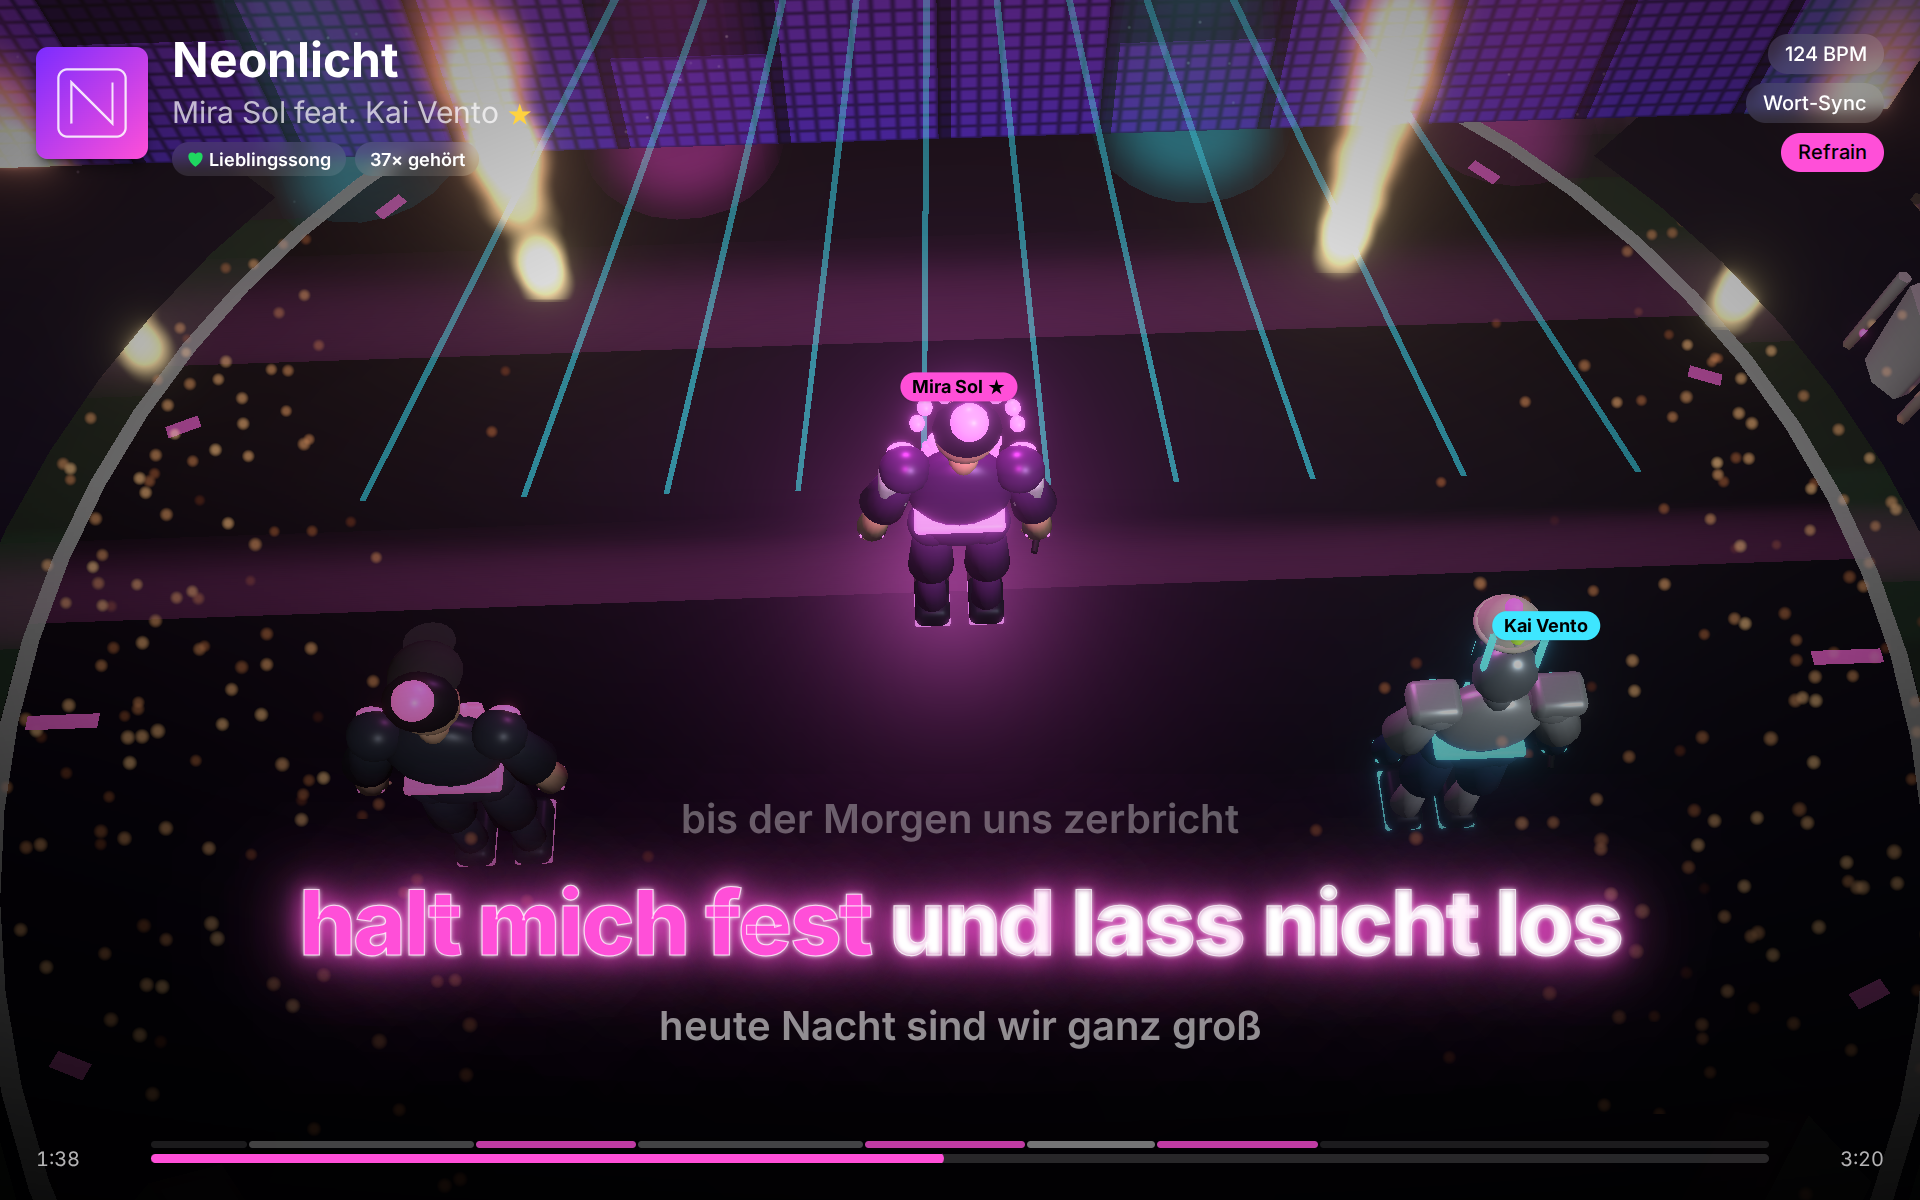 Neonlicht
Mira Sol feat. Kai Vento ★
Lieblingssong
37× gehört
124 BPM
Wort-Sync
Refrain
N
Mira Sol ★
Kai Vento
bis der Morgen uns zerbricht
halt mich fest und lass nicht los
heute Nacht sind wir ganz groß
1:38
3:20